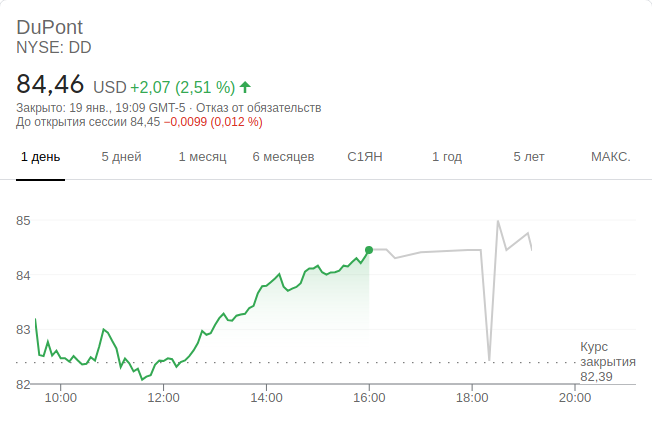 DuPont
NYSE: DD
84,46 USD +2,07 (2,51 %)
Закрыто: 19 янв., 19:09 GMT-5 · Отказ от обязательств
До открытия сессии 84,45 −0,0099 (0,012 %)
1 день 5 дней 1 месяц 6 месяцев С1ЯН 1 год 5 лет МАКС.
85
84
83
Курс
закрытия
82,39
82
10:00 12:00 14:00 16:00 18:00 20:00